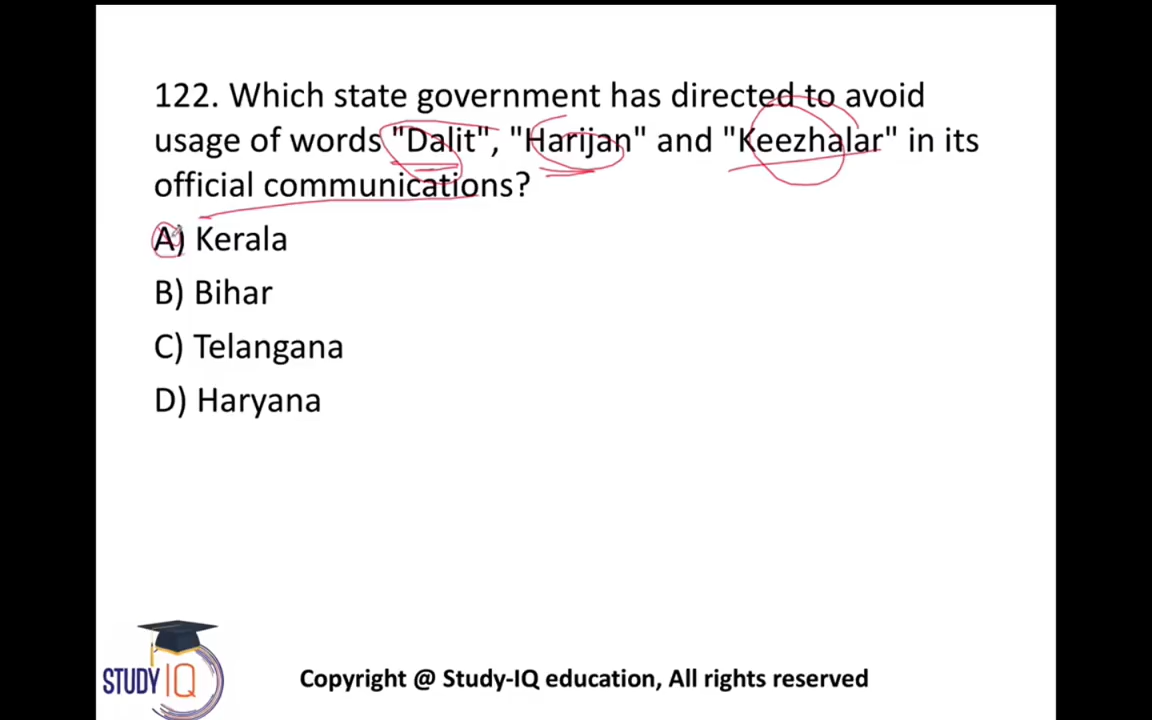 122. Which state government has directed to avoid
usage of words "Dalit", "Harijan" and "Keezhalar" in its
official communications?
A) Kerala
B) Bihar
C) Telangana
D) Haryana
STUDY IQ
Copyright @ Study-IQ education, All rights reserved